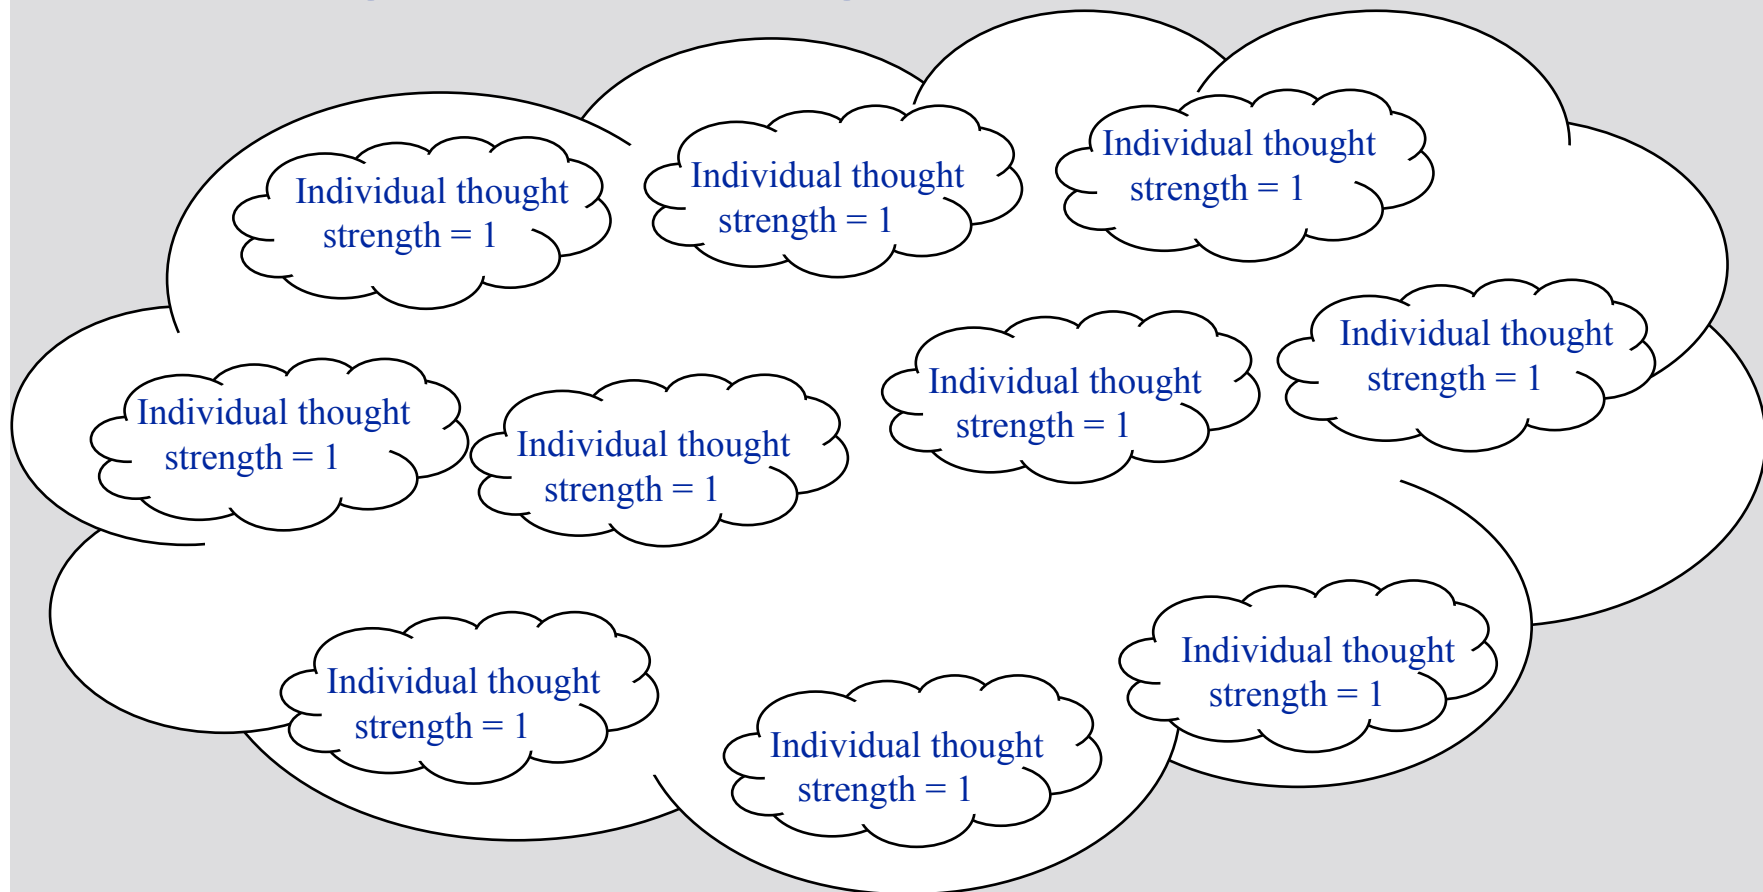 Individual thought
strength = 1
Individual thought
strength = 1
Individual thought
strength = 1
Individual thought
strength = 1
Individual thought
strength = 1
Individual thought
strength = 1
Individual thought
strength = 1
Individual thought
strength = 1
Individual thought
strength = 1
Individual thought
strength = 1